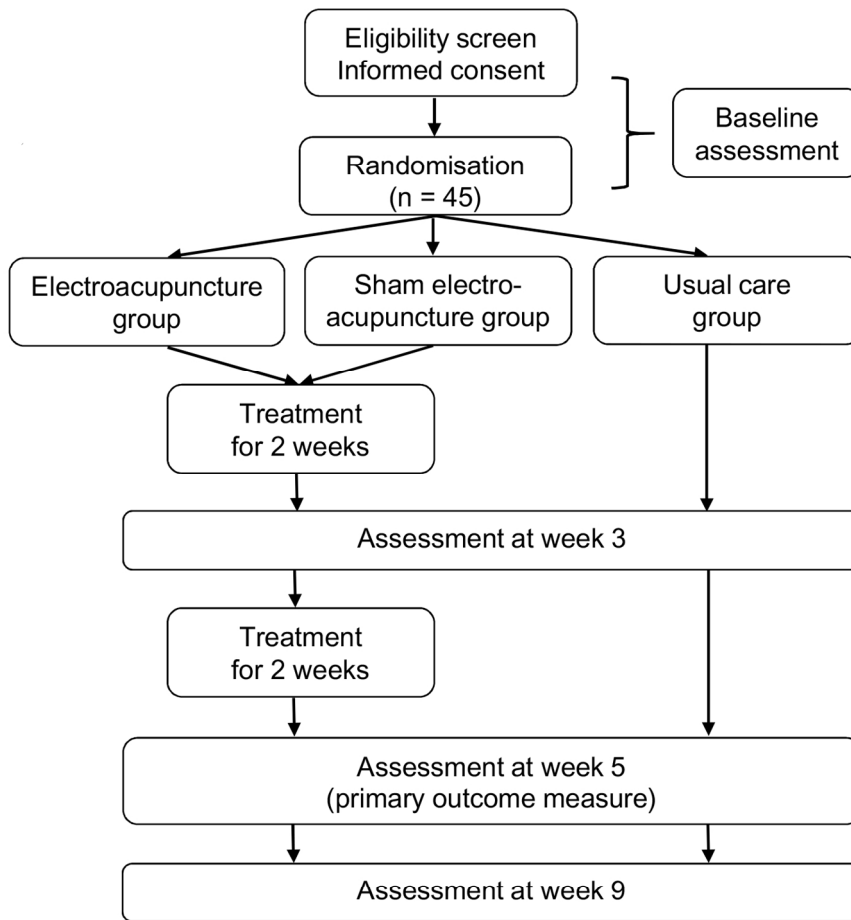 Eligibility screen
Informed consent
Baseline
assessment
Randomisation
(n = 45)
Electroacupuncture
group
Sham electro-
acupuncture group
Usual care
group
Treatment
for 2 weeks
Assessment at week 3
Treatment
for 2 weeks
Assessment at week 5
(primary outcome measure)
Assessment at week 9